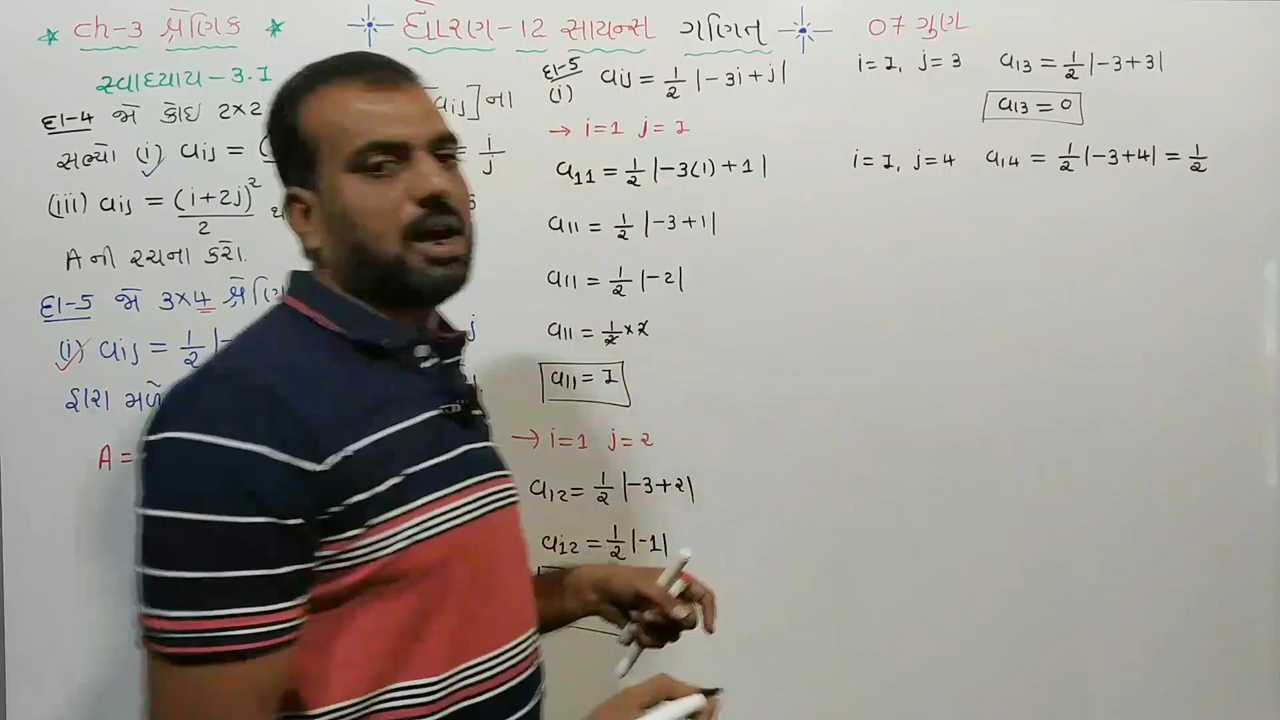 * ch-3 શ્રેણિક *
ધોરણ-12 સાયન્સ ગણિત
07 ગુણ
સ્વાધ્યાય-3.1
દા-4 જો કોઇ 2×2
aij] ના
સભ્યો (i) aij =
= i/j
(iii) aij = (i+2j)²/2
A ની રચના કરો.
દા-5 જો 3×4
(i) aij = 1/2 |-
j
દ્વારા મળે
A =
દા-5
(i) aij = 1/2 |-3i+j|
→ i=1 j=1
a11 = 1/2 |-3(1)+1|
a11 = 1/2 |-3+1|
a11 = 1/2 |-2|
a11 = 1/2 × 2
a11 = 1
→ i=1 j=2
a12 = 1/2 |-3+2|
a12 = 1/2 |-1|
i=1, j=3 a13 = 1/2 |-3+3|
a13 = 0
i=1, j=4 a14 = 1/2 |-3+4| = 1/2